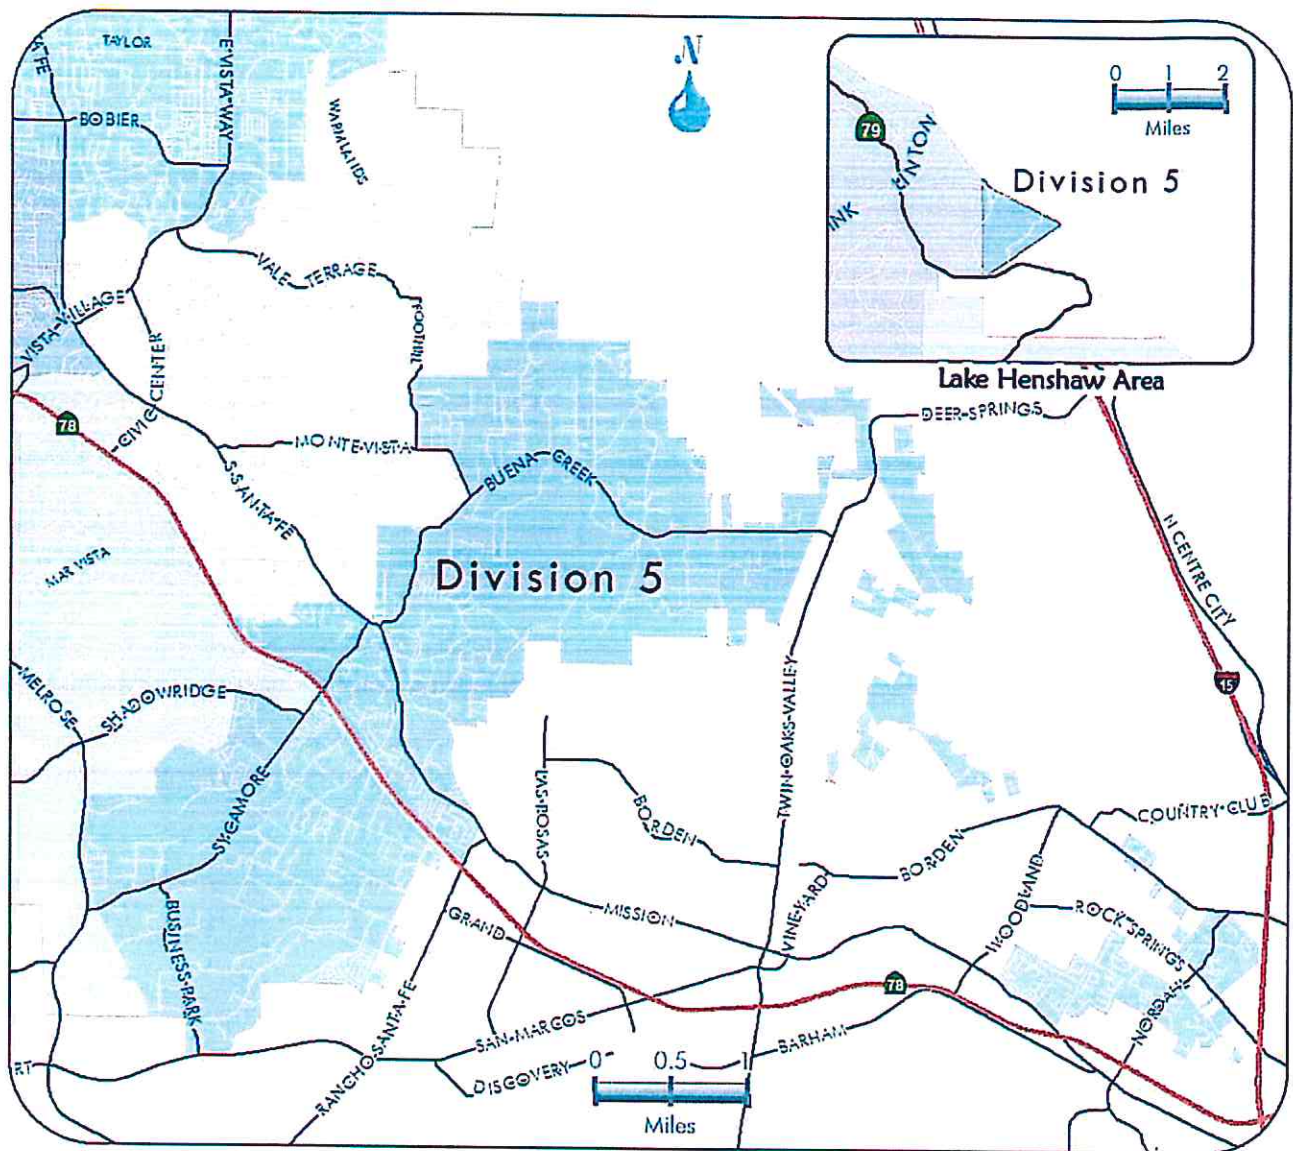 TAYLOR
E VISTA WAY
BOBIER
WARMLANDS
N
0 1 2
Miles
79
Division 5
VALE TERRACE
VISTA VILLAGE
FOOTHILL
CIVIC CENTER
Lake Henshaw Area
DEER SPRINGS
78
MONTE VISTA
BUENA CREEK
S SANTA FE
MAR VISTA
N CENTRE CITY
Division 5
MELROSE
SHADOWRIDGE
TWIN OAKS VALLEY
15
SYCAMORE
LAS ROSAS
BORDEN
COUNTRY CLUB
BORDEN
BUSINESS PARK
GRAND
MISSION
VINEYARD
WOODLAND
ROCK SPRINGS
78
NORDAHL
RANCHO SANTA FE
SAN MARCOS
BARHAM
DISCOVERY
0 0.5 1
Miles